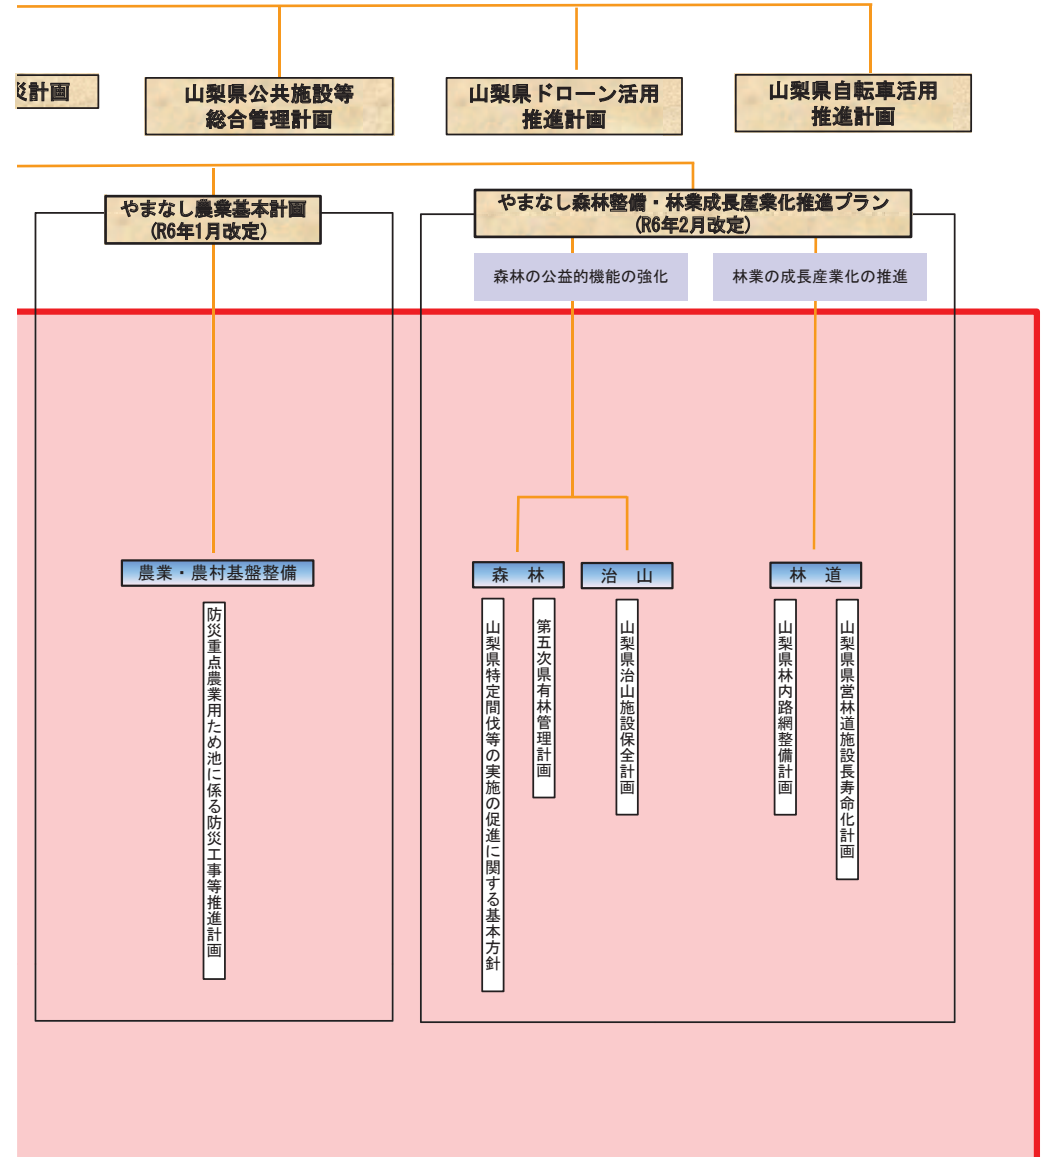 災計画
山梨県公共施設等
総合管理計画
山梨県ドローン活用
推進計画
山梨県自転車活用
推進計画
やまなし農業基本計画
(R6年1月改定)
やまなし森林整備・林業成長産業化推進プラン
(R6年2月改定)
森林の公益的機能の強化
林業の成長産業化の推進
農業・農村基盤整備
防災重点農業用ため池に係る防災工事等推進計画
森 林
山梨県特定間伐等の実施の促進に関する基本方針
第五次県有林管理計画
治 山
山梨県治山施設保全計画
林 道
山梨県林内路網整備計画
山梨県県営林道施設長寿命化計画